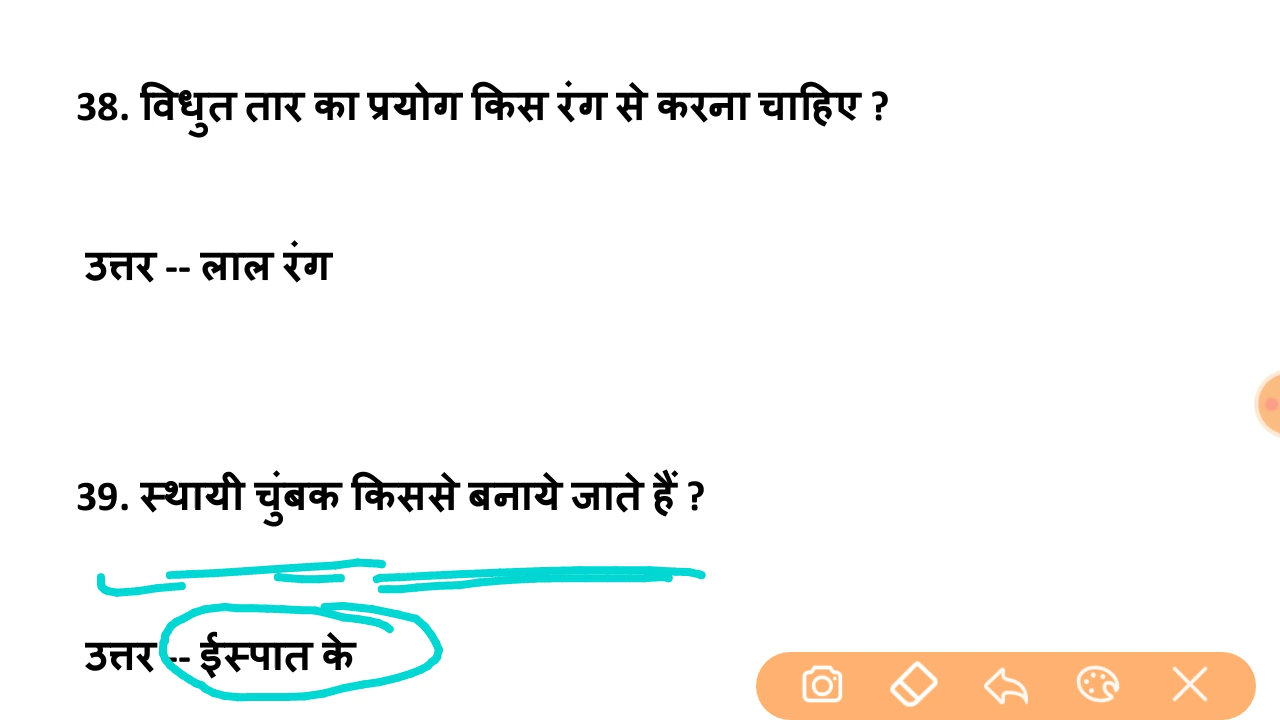 38. विधुत तार का प्रयोग किस रंग से करना चाहिए ?
उत्तर -- लाल रंग
39. स्थायी चुंबक किससे बनाये जाते हैं ?
उत्तर -- ईस्पात के